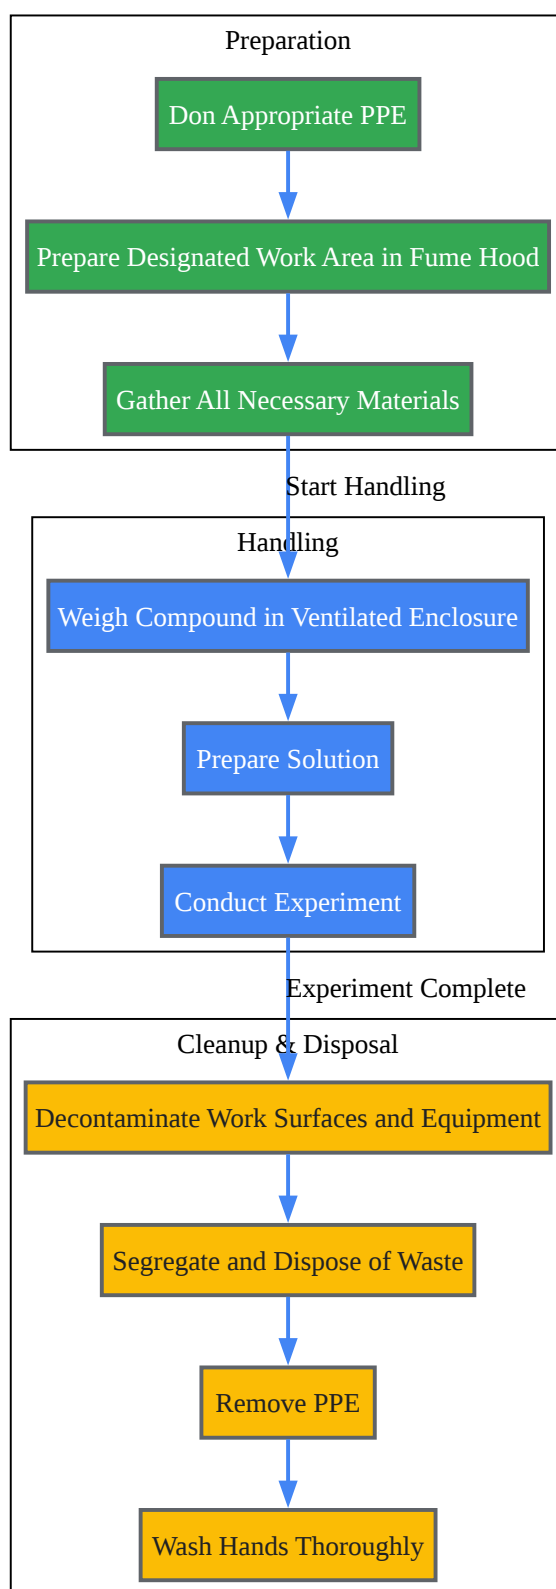 Preparation
Don Appropriate PPE
Prepare Designated Work Area in Fume Hood
Gather All Necessary Materials
Start Handling
Handling
Weigh Compound in Ventilated Enclosure
Prepare Solution
Conduct Experiment
Experiment Complete
Cleanup & Disposal
Decontaminate Work Surfaces and Equipment
Segregate and Dispose of Waste
Remove PPE
Wash Hands Thoroughly